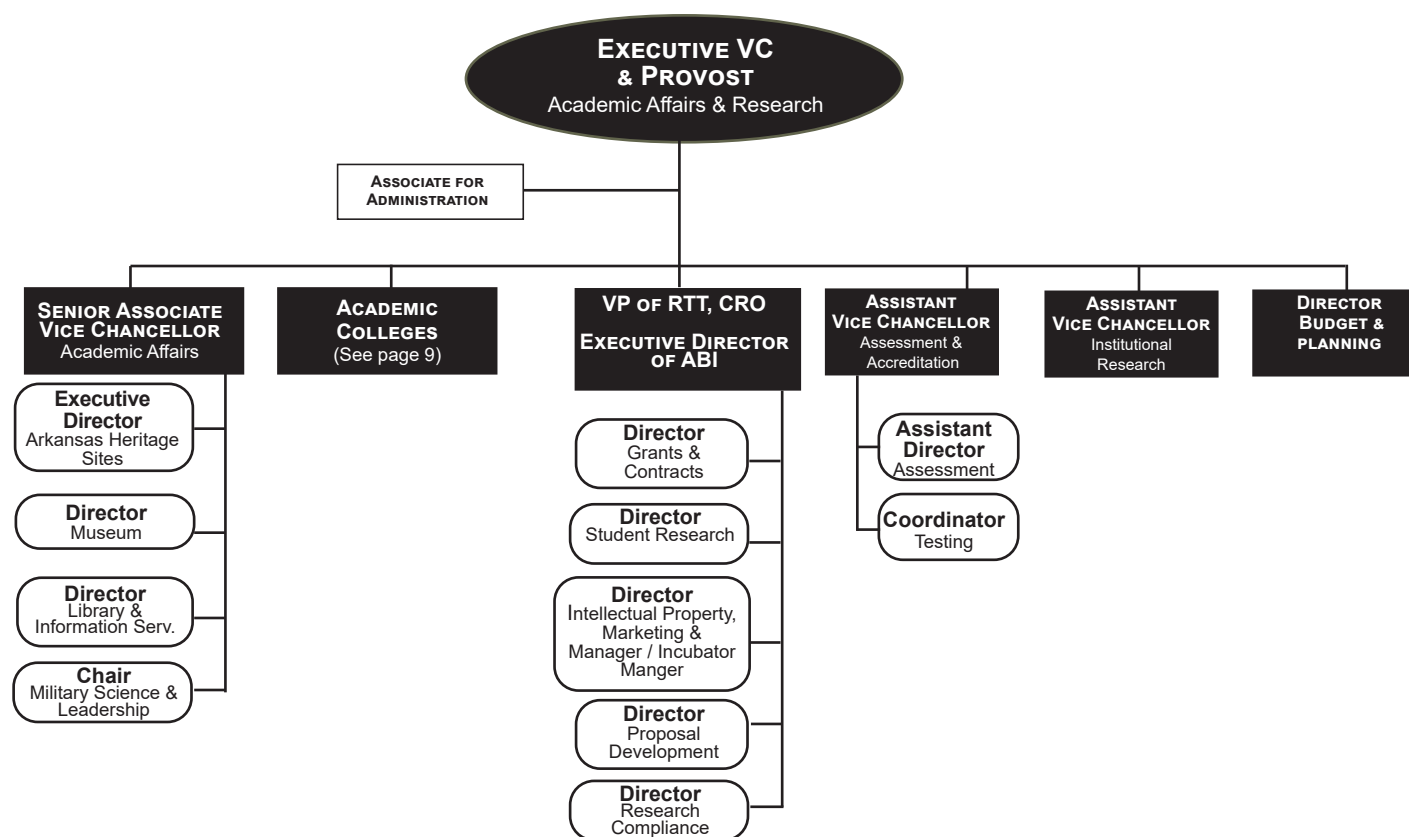 EXECUTIVE VC
& PROVOST
Academic Affairs & Research
ASSOCIATE FOR
ADMINISTRATION
SENIOR ASSOCIATE
VICE CHANCELLOR
Academic Affairs
ACADEMIC
COLLEGES
(See page 9)
VP OF RTT, CRO
EXECUTIVE DIRECTOR
OF ABI
ASSISTANT
VICE CHANCELLOR
Assessment &
Accreditation
ASSISTANT
VICE CHANCELLOR
Institutional
Research
DIRECTOR
BUDGET &
PLANNING
Executive
Director
Arkansas Heritage
Sites
Director
Museum
Director
Library &
Information Serv.
Chair
Military Science &
Leadership
Director
Grants &
Contracts
Director
Student Research
Director
Intellectual Property,
Marketing &
Manager / Incubator
Manger
Director
Proposal
Development
Director
Research
Compliance
Assistant
Director
Assessment
Coordinator
Testing